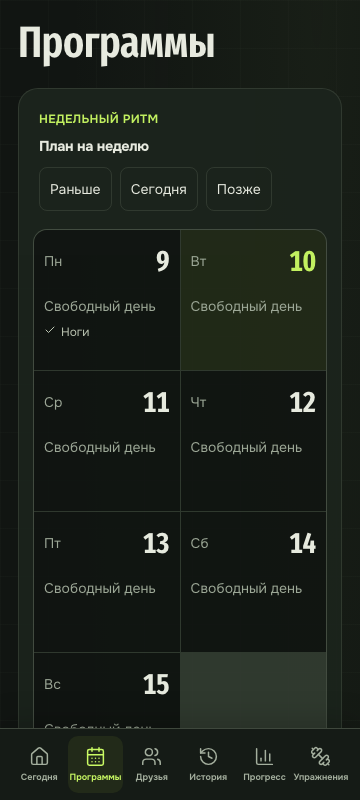 Программы
НЕДЕЛЬНЫЙ РИТМ
План на неделю
Раньше
Сегодня
Позже
Пн 9
Свободный день
Ноги
Вт 10
Свободный день
Ср 11
Свободный день
Чт 12
Свободный день
Пт 13
Свободный день
Сб 14
Свободный день
Вс 15
Свободный день
Сегодня
Программы
Друзья
История
Прогресс
Упражнения